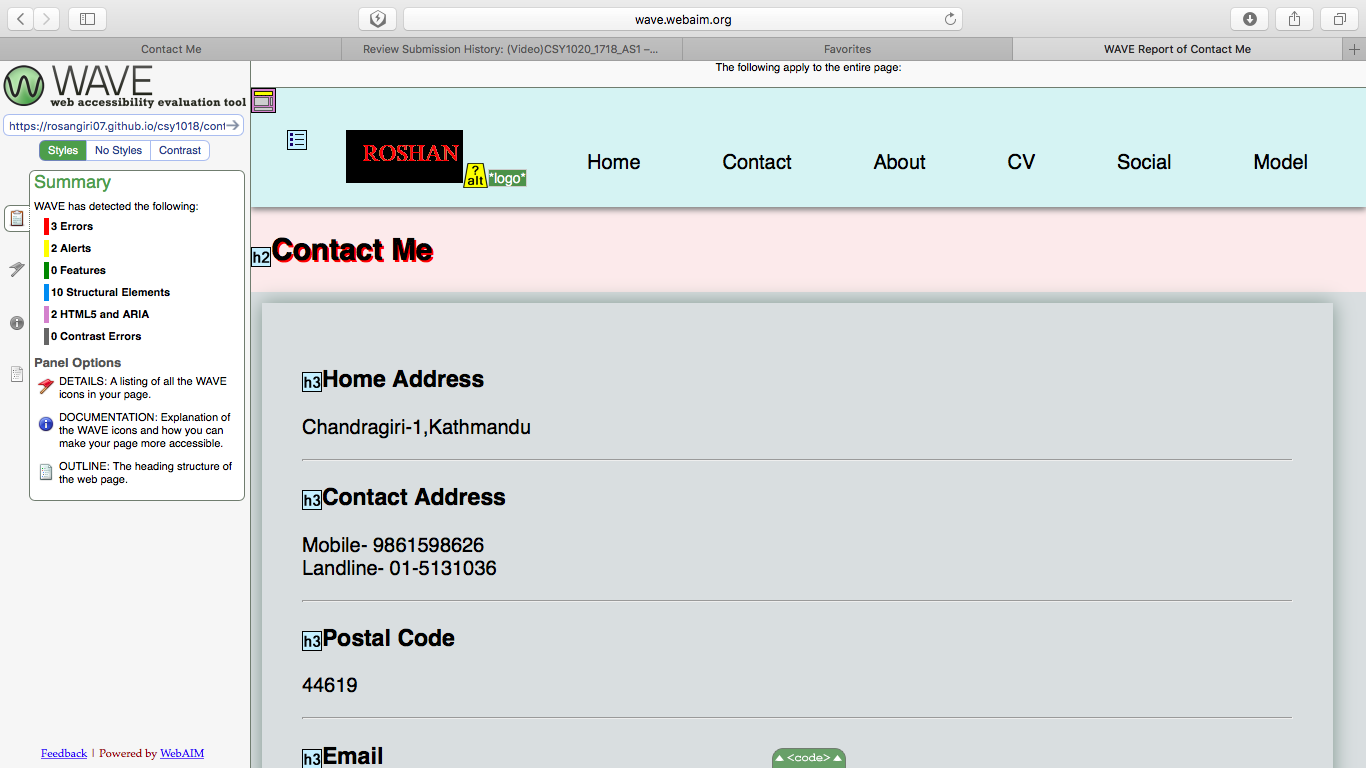 wave.webaim.org
Contact Me
Review Submission History: (Video)CSY1020_1718_AS1 –...
Favorites
WAVE Report of Contact Me
WAVE
web accessibility evaluation tool
https://rosangiri07.github.io/csy1018/cont
Styles
No Styles
Contrast
Summary
WAVE has detected the following:
3 Errors
2 Alerts
0 Features
10 Structural Elements
2 HTML5 and ARIA
0 Contrast Errors
Panel Options
DETAILS: A listing of all the WAVE
icons in your page.
DOCUMENTATION: Explanation of
the WAVE icons and how you can
make your page more accessible.
OUTLINE: The heading structure of
the web page.
Feedback | Powered by WebAIM
The following apply to the entire page:
ROSHAN
? alt
*logo*
Home
Contact
About
CV
Social
Model
h2 Contact Me
h3 Home Address
Chandragiri-1,Kathmandu
h3 Contact Address
Mobile- 9861598626
Landline- 01-5131036
h3 Postal Code
44619
h3 Email
<code>